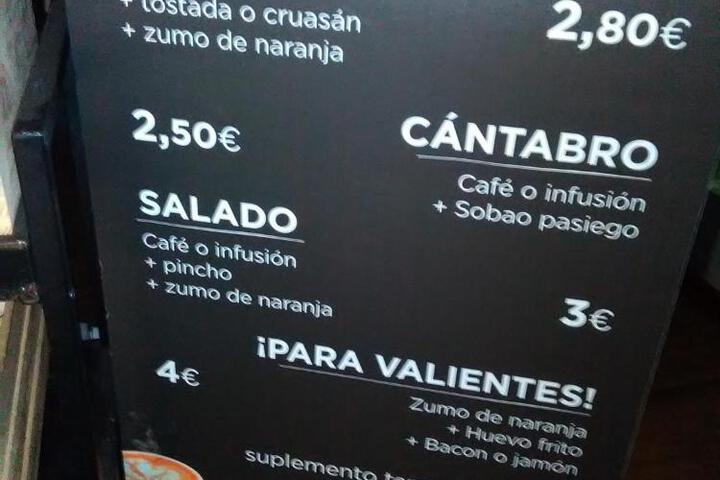 + tostada o cruasán
+ zumo de naranja
2,80€
2,50€
CÁNTABRO
Café o infusión
+ Sobao pasiego
SALADO
Café o infusión
+ pincho
+ zumo de naranja
3€
4€
¡PARA VALIENTES!
Zumo de naranja
+ Huevo frito
+ Bacon o jamón
suplemento